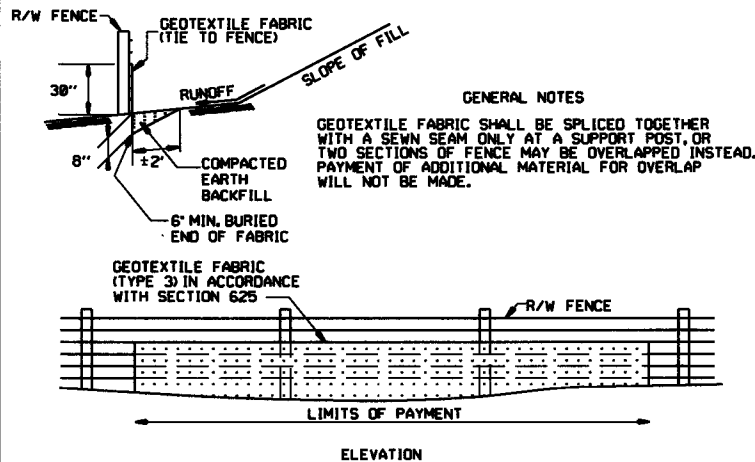 R/W FENCE
GEOTEXTILE FABRIC
(TIE TO FENCE)
30"
RUNOFF
SLOPE OF FILL
8"
±2'
COMPACTED
EARTH
BACKFILL
6" MIN. BURIED
END OF FABRIC
GENERAL NOTES
GEOTEXTILE FABRIC SHALL BE SPLICED TOGETHER
WITH A SEWN SEAM ONLY AT A SUPPORT POST, OR
TWO SECTIONS OF FENCE MAY BE OVERLAPPED INSTEAD.
PAYMENT OF ADDITIONAL MATERIAL FOR OVERLAP
WILL NOT BE MADE.
GEOTEXTILE FABRIC
(TYPE 3) IN ACCORDANCE
WITH SECTION 625
R/W FENCE
LIMITS OF PAYMENT
ELEVATION